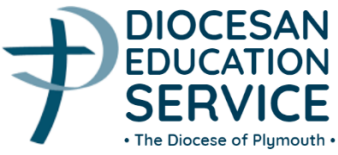 DIOCESAN
EDUCATION
SERVICE
• The Diocese of Plymouth •